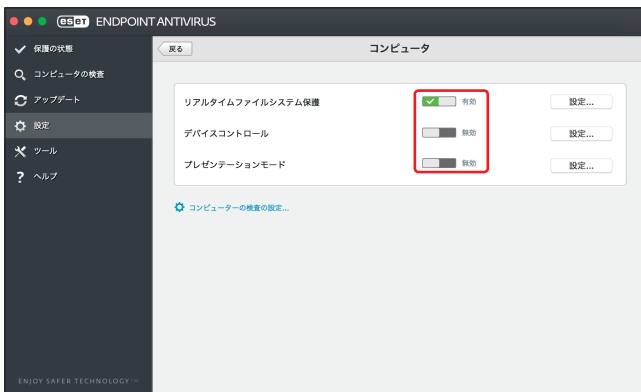 eset ENDPOINT ANTIVIRUS
保護の状態
コンピュータの検査
アップデート
設定
ツール
? ヘルプ
ENJOY SAFER TECHNOLOGY™
戻る
コンピュータ
リアルタイムファイルシステム保護 有効 設定...
デバイスコントロール 無効 設定...
プレゼンテーションモード 無効 設定...
コンピューターの検査の設定...